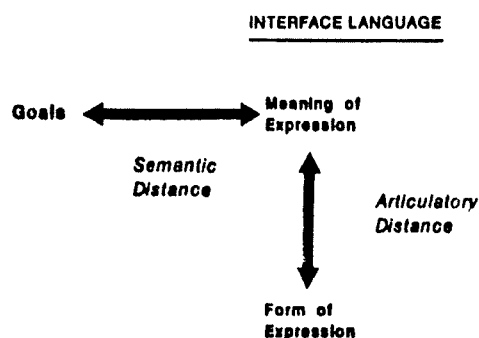 INTERFACE LANGUAGE
Goals
Meaning of
Expression
Semantic
Distance
Articulatory
Distance
Form of
Expression